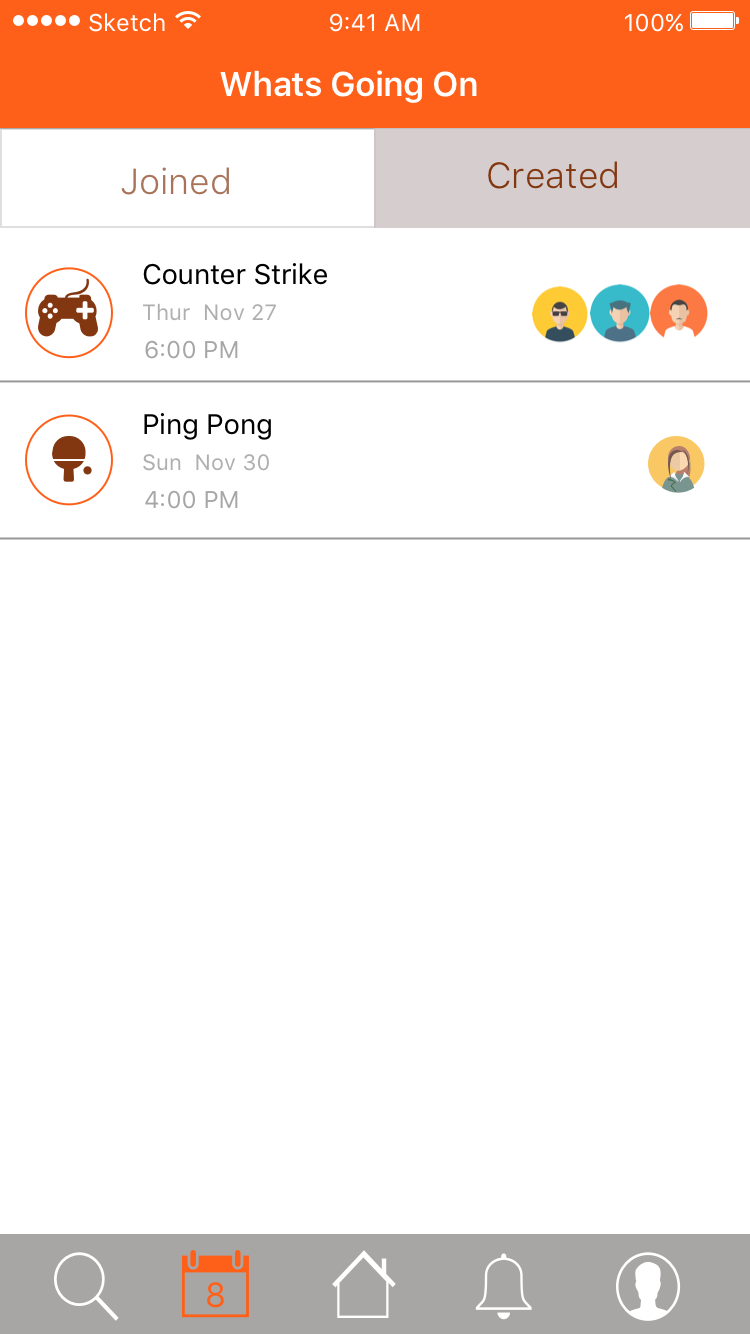 Sketch 9:41 AM 100%
Whats Going On
Joined Created
Counter Strike
Thur Nov 27
6:00 PM
Ping Pong
Sun Nov 30
4:00 PM
8